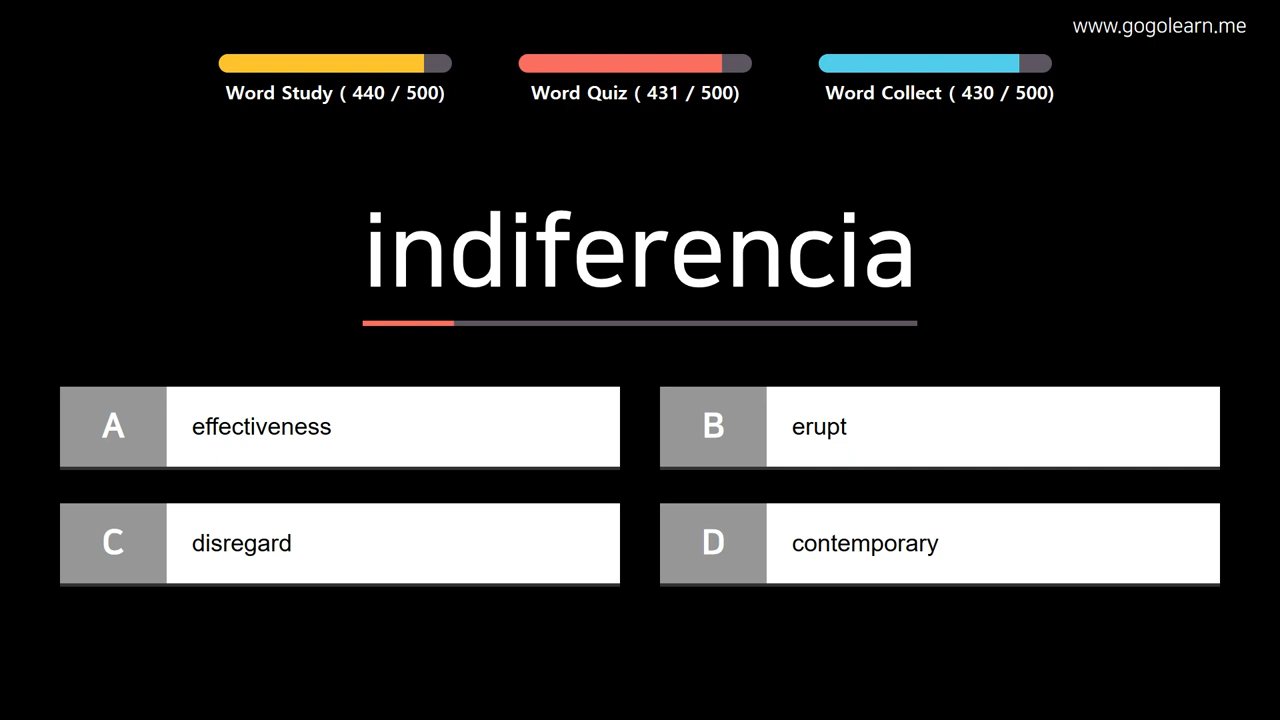 www.gogolearn.me
Word Study ( 440 / 500)
Word Quiz ( 431 / 500)
Word Collect ( 430 / 500)
indiferencia
A effectiveness
B erupt
C disregard
D contemporary